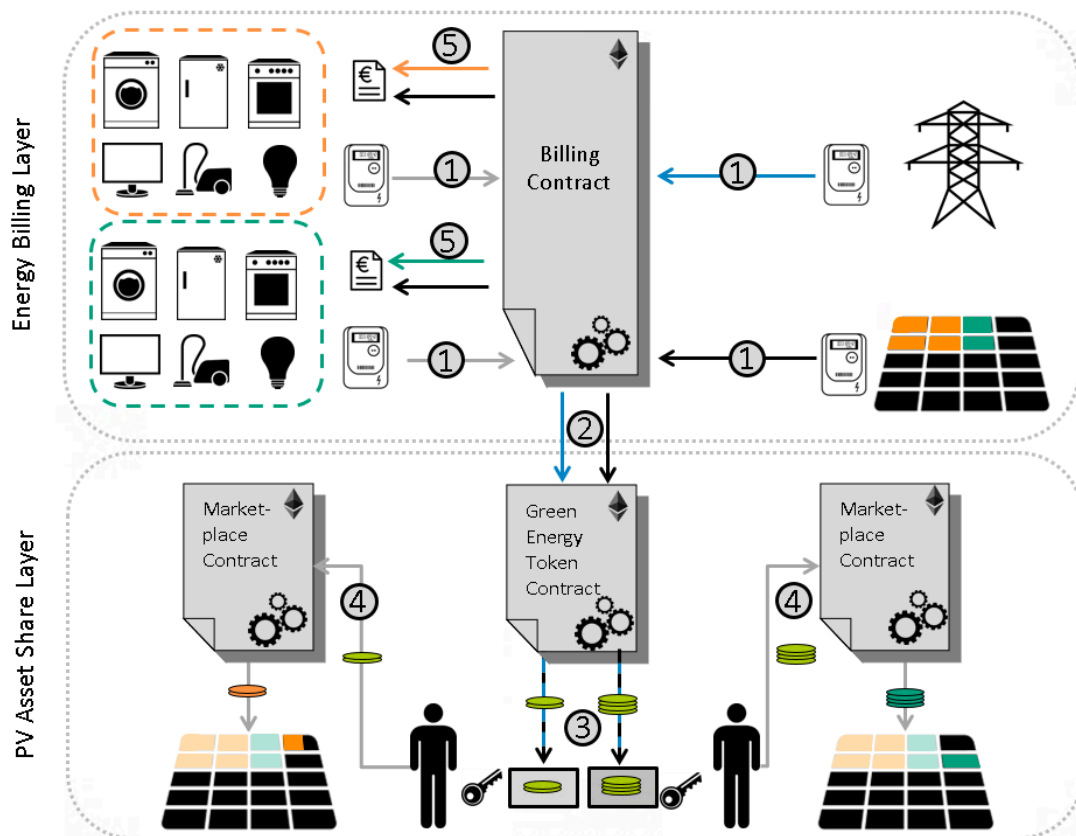 Energy Billing Layer
5
€
Billing
Contract
1
1
5
€
1
1
2
PV Asset Share Layer
Market-
place
Contract
Green
Energy
Token
Contract
Market-
place
Contract
4
4
3